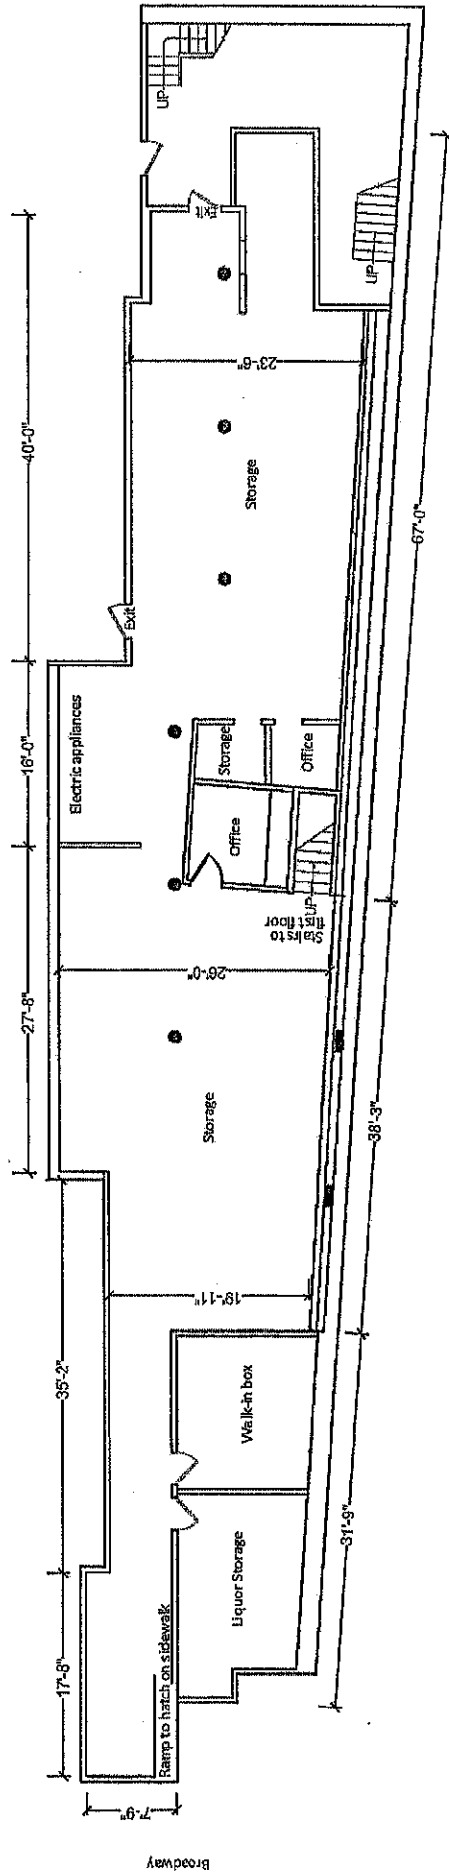 Broadway
7'-9"
17'-8"
35'-2"
27'-8"
16'-0"
40'-0"
Ramp to hatch on sidewalk
Liquor Storage
Walk-in box
19'-11"
Storage
26'-0"
Stairs to
first floor
UP
Office
Storage
Office
Electric appliances
Exit
Storage
23'-6"
Exit
UP
UP
31'-9"
38'-3"
67'-0"